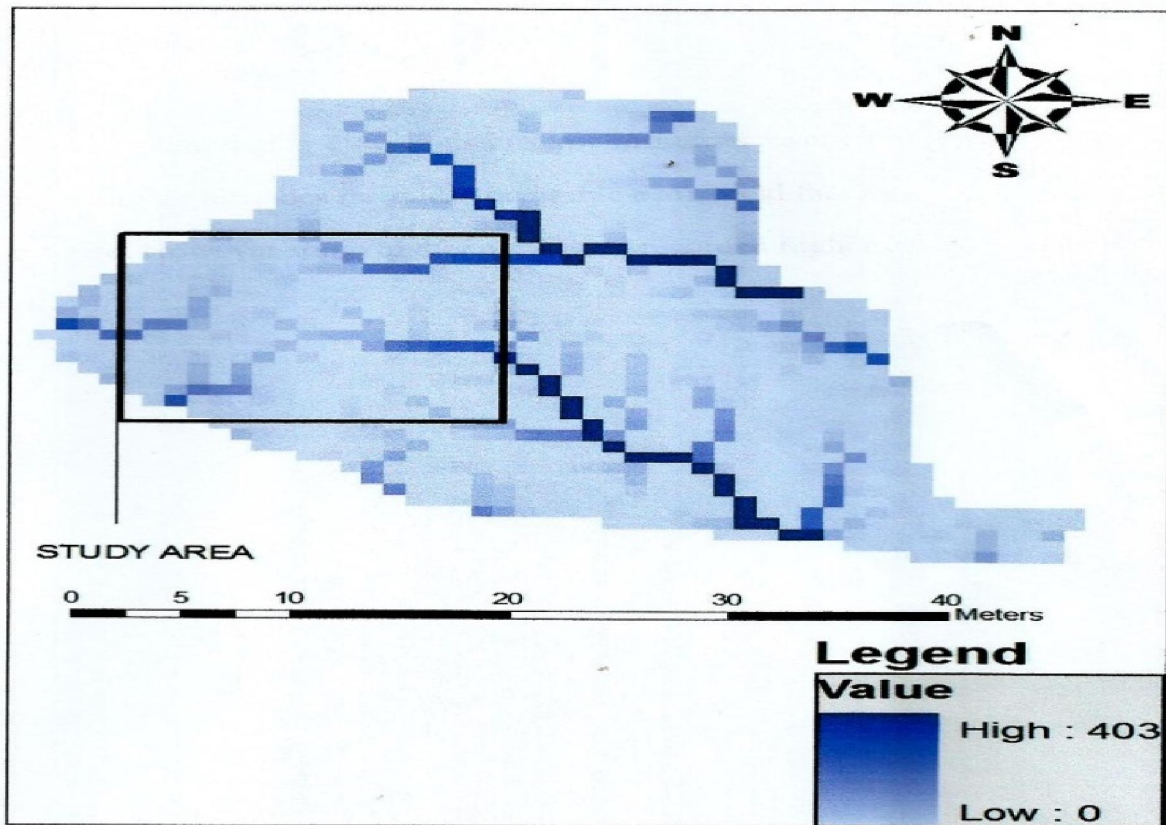 N
W E
S
STUDY AREA
0 5 10 20 30 40
Meters
Legend
Value
High : 403
Low : 0